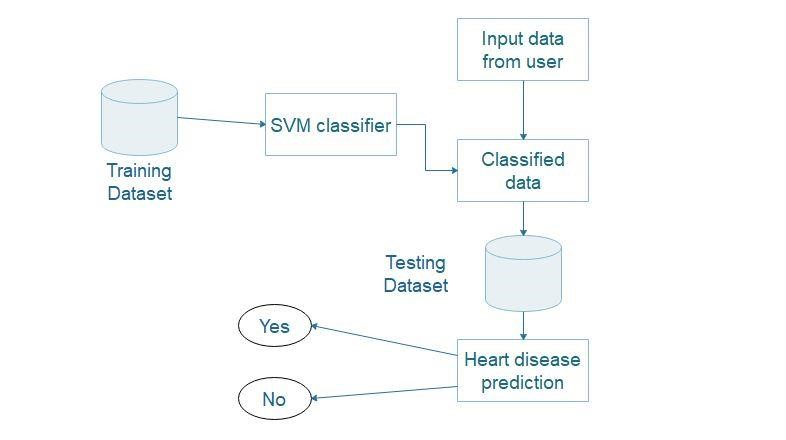 Input data
from user
SVM classifier
Training
Dataset
Classified
data
Testing
Dataset
Yes
Heart disease
prediction
No